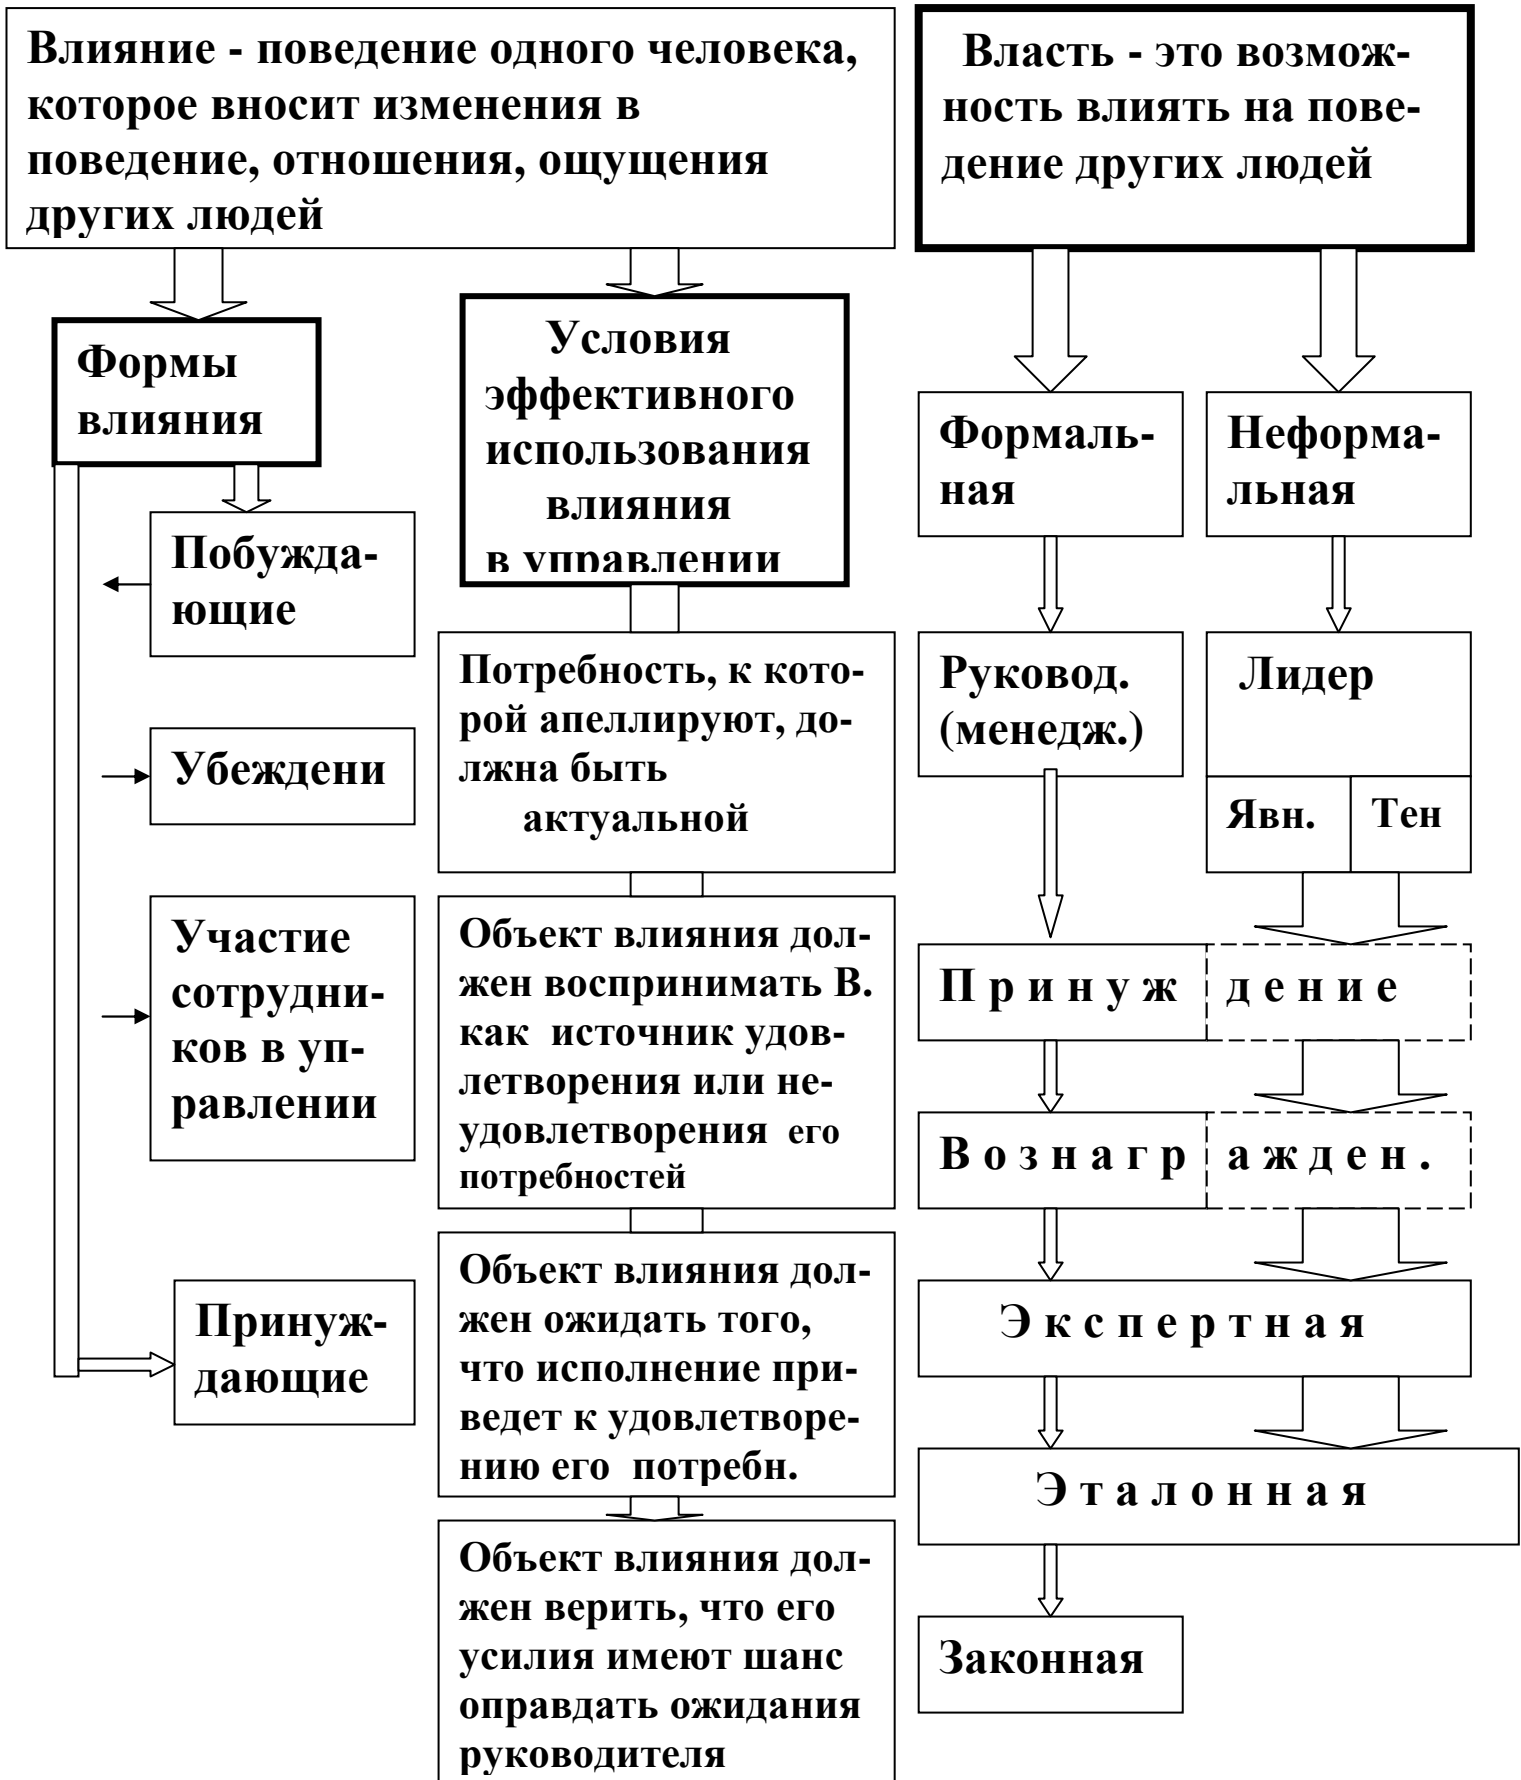 Влияние - поведение одного человека,
которое вносит изменения в
поведение, отношения, ощущения
других людей
Власть - это возмож-
ность влиять на пове-
дение других людей
Формы
влияния
Побужда-
ющие
Убеждени
Участие
сотрудни-
ков в уп-
равлении
Принуж-
дающие
Условия
эффективного
использования
влияния
в управлении
Потребность, к кото-
рой апеллируют, до-
лжна быть
актуальной
Объект влияния дол-
жен воспринимать В.
как источник удов-
летворения или не-
удовлетворения его
потребностей
Объект влияния дол-
жен ожидать того,
что исполнение при-
ведет к удовлетворе-
нию его потребн.
Объект влияния дол-
жен верить, что его
усилия имеют шанс
оправдать ожидания
руководителя
Формаль-
ная
Неформа-
льная
Руковод.
(менедж.)
Лидер
Явн. Тен
П р и н у ж д е н и е
В о з н а г р а ж д е н .
Э к с п е р т н а я
Э т а л о н н а я
Законная